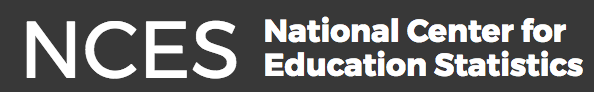 NCES
National Center for
Education Statistics